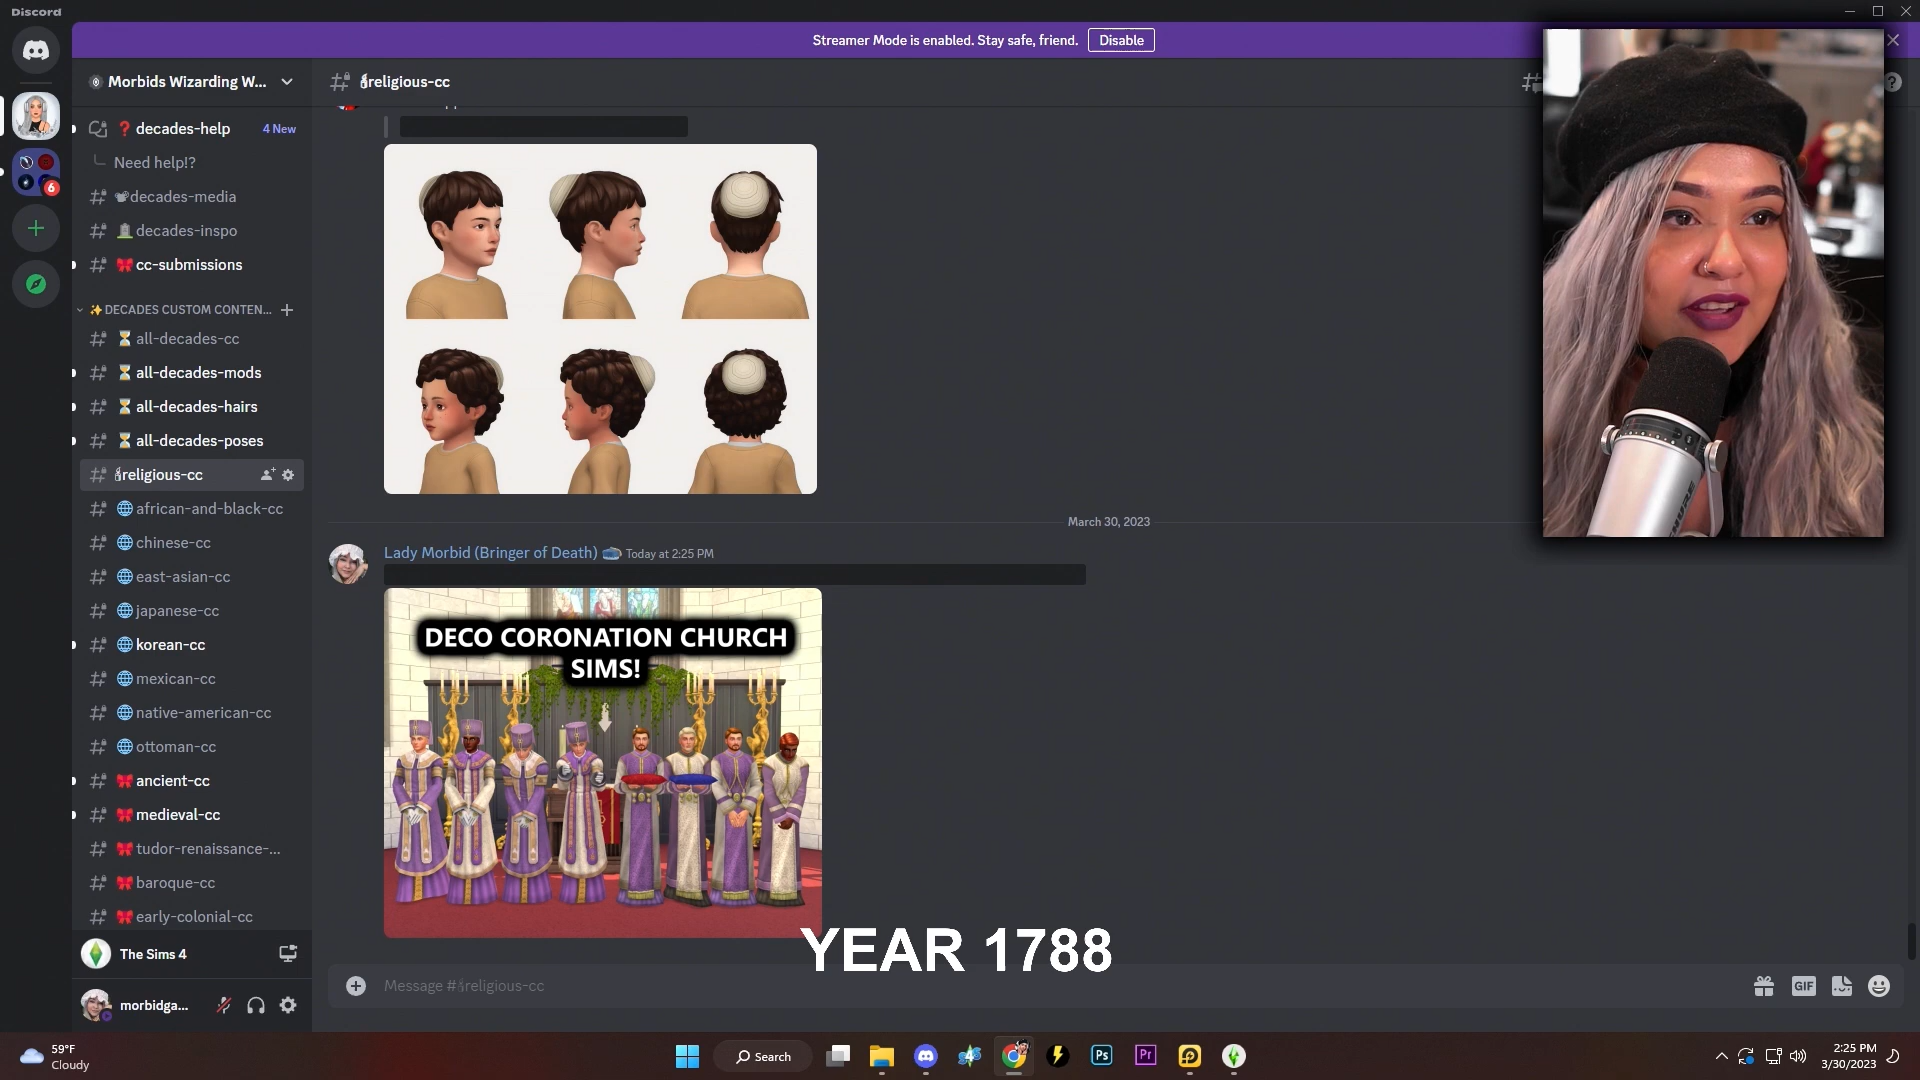 Discord
Streamer Mode is enabled. Stay safe, friend.
Disable
Morbids Wizarding W...
religious-cc
decades-help
4 New
Need help!?
decades-media
decades-inspo
cc-submissions
DECADES CUSTOM CONTEN...
all-decades-cc
all-decades-mods
all-decades-hairs
all-decades-poses
religious-cc
african-and-black-cc
chinese-cc
east-asian-cc
japanese-cc
korean-cc
mexican-cc
native-american-cc
ottoman-cc
ancient-cc
medieval-cc
tudor-renaissance-...
baroque-cc
early-colonial-cc
The Sims 4
morbidga...
March 30, 2023
Lady Morbid (Bringer of Death) Today at 2:25 PM
DECO CORONATION CHURCH
SIMS!
YEAR 1788
Message #religious-cc
GIF
6
SHURE
59°F
Cloudy
Search
4
Ps
Pr
2:25 PM
3/30/2023